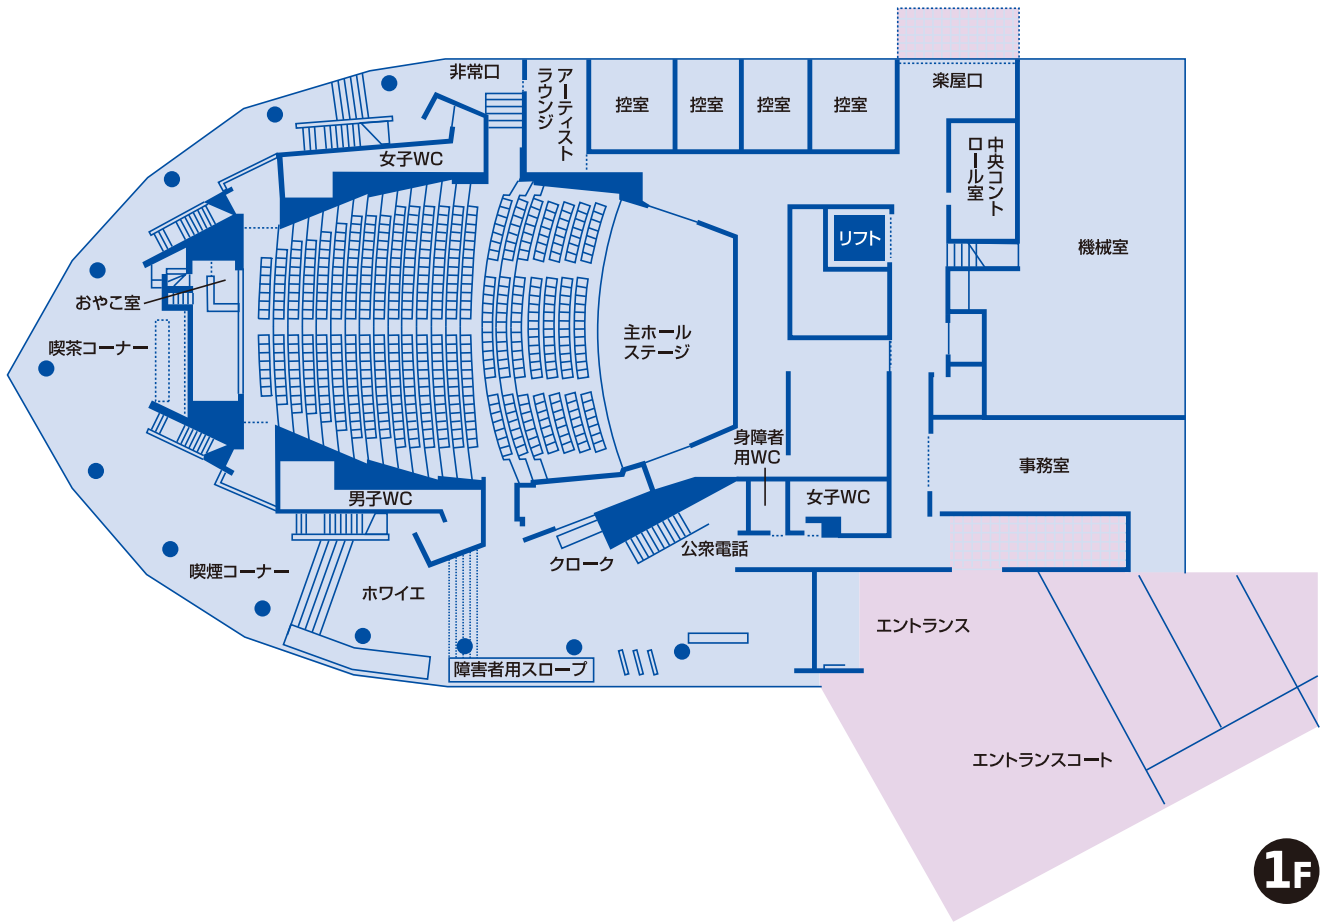 非常口
アーティスト
ラウンジ
控室
控室
控室
控室
楽屋口
女子WC
中央コント
ロール室
リフト
機械室
おやこ室
喫茶コーナー
主ホール
ステージ
身障者
用WC
事務室
男子WC
女子WC
公衆電話
クローク
喫煙コーナー
ホワイエ
エントランス
障害者用スロープ
エントランスコート
1F